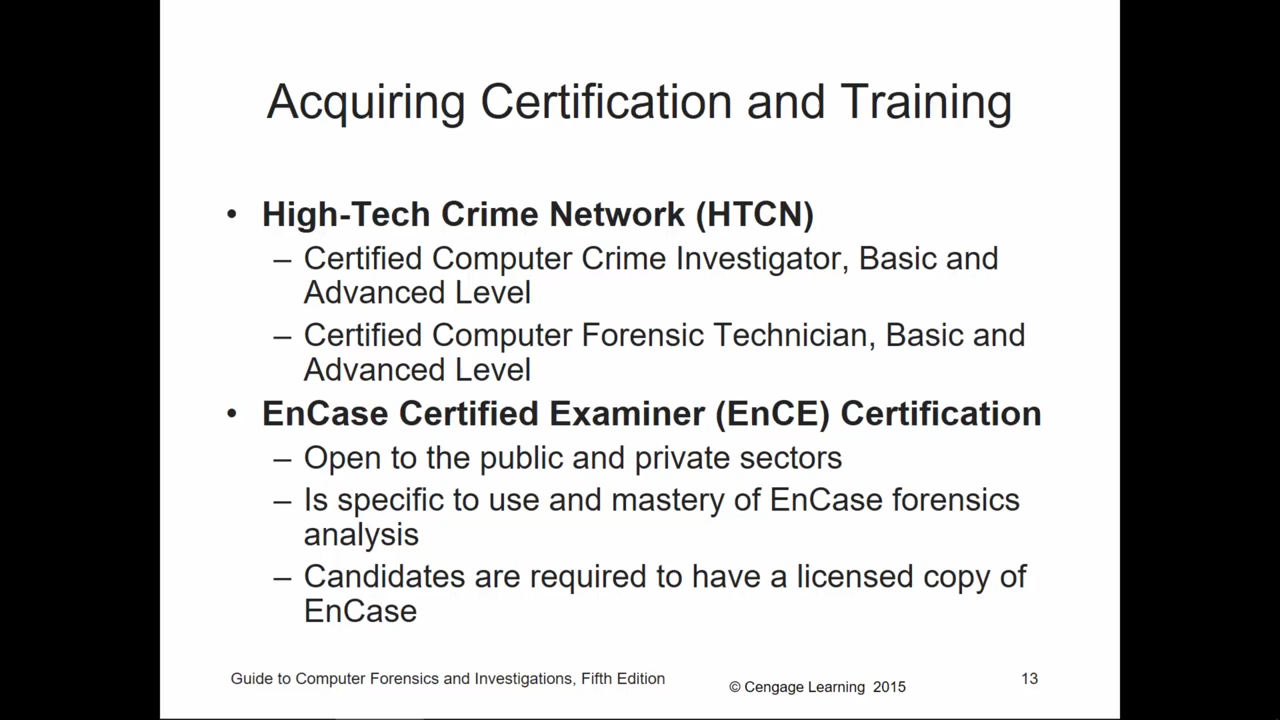 Acquiring Certification and Training
• High-Tech Crime Network (HTCN)
– Certified Computer Crime Investigator, Basic and
Advanced Level
– Certified Computer Forensic Technician, Basic and
Advanced Level
• EnCase Certified Examiner (EnCE) Certification
– Open to the public and private sectors
– Is specific to use and mastery of EnCase forensics
analysis
– Candidates are required to have a licensed copy of
EnCase
Guide to Computer Forensics and Investigations, Fifth Edition
© Cengage Learning 2015
13